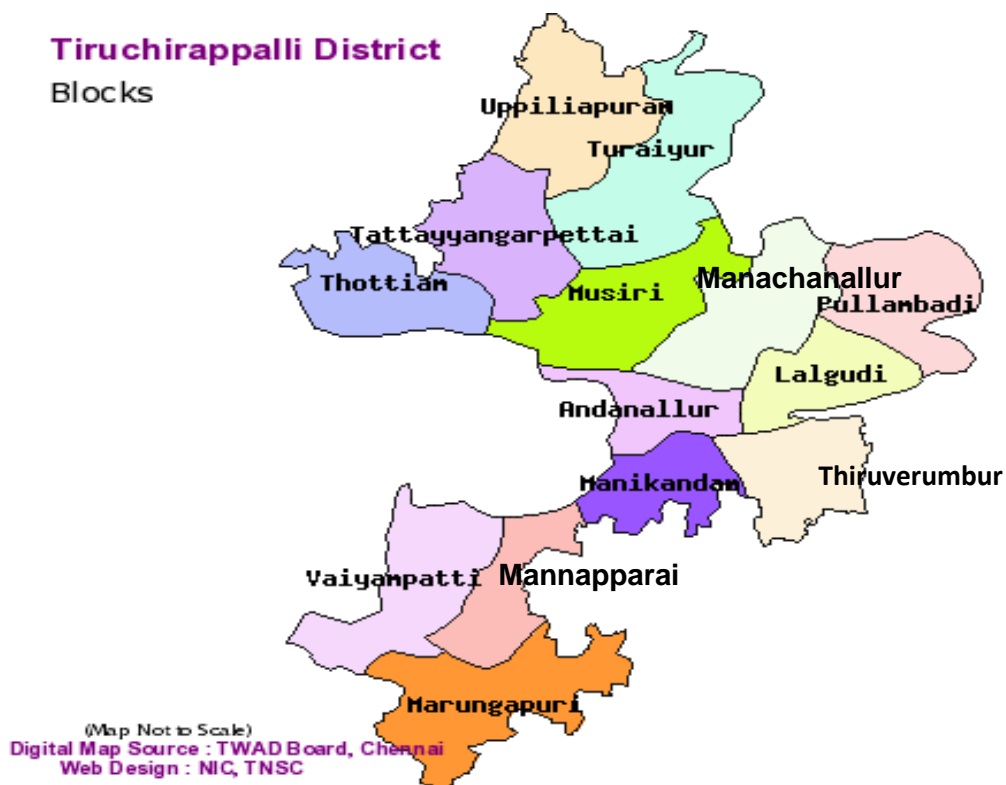 Tiruchirappalli District
Blocks
Uppiliapuram
Turaiyur
Tattayyangarpettai
Thottiam
Musiri
Manachanallur
Pullambadi
Lalgudi
Andanallur
Manikandam
Thiruverumbur
Vaiyampatti
Mannapparai
Marungapuri
(Map Not to Scale)
Digital Map Source : TWAD Board, Chennai
Web Design : NIC, TNSC